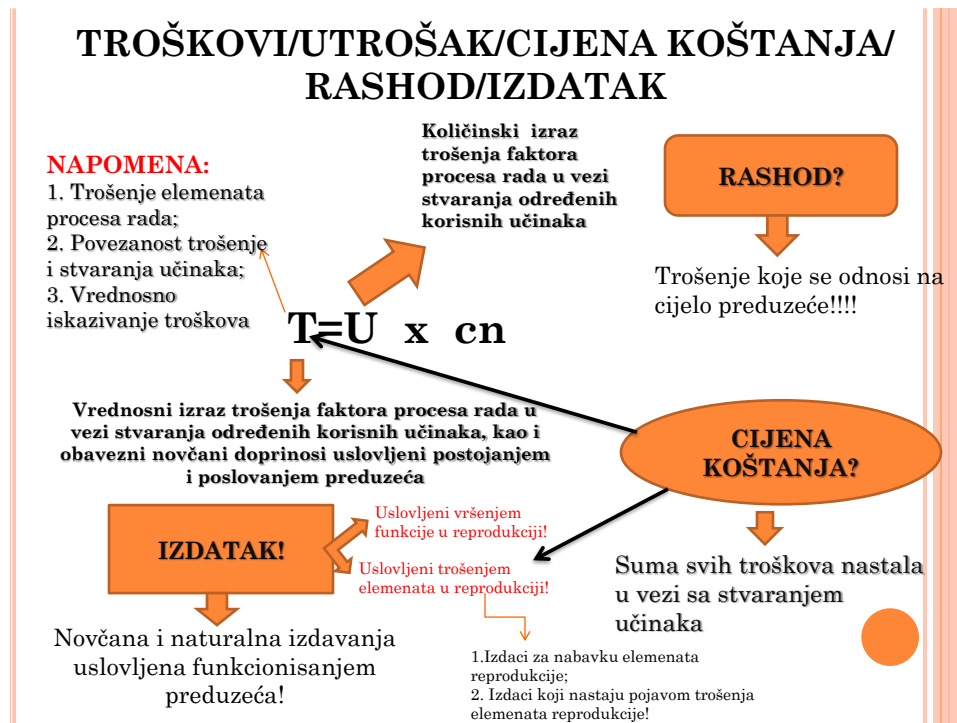 TROŠKOVI/UTROŠAK/CIJENA KOŠTANJA/
RASHOD/IZDATAK
NAPOMENA:
1. Trošenje elemenata
procesa rada;
2. Povezanost trošenje
i stvaranja učinaka;
3. Vrednosno
iskazivanje troškova
Količinski izraz
trošenja faktora
procesa rada u vezi
stvaranja određenih
korisnih učinaka
RASHOD?
Trošenje koje se odnosi na
cijelo preduzeće!!!!
T=U x cn
Vrednosni izraz trošenja faktora procesa rada u
vezi stvaranja određenih korisnih učinaka, kao i
obavezni novčani doprinosi uslovljeni postojanjem
i poslovanjem preduzeća
CIJENA
KOŠTANJA?
Suma svih troškova nastala
u vezi sa stvaranjem
učinaka
IZDATAK!
Uslovljeni vršenjem
funkcije u reprodukciji!
Uslovljeni trošenjem
elemenata u reprodukciji!
Novčana i naturalna izdavanja
uslovljena funkcionisanjem
preduzeća!
1.Izdaci za nabavku elemenata
reprodukcije;
2. Izdaci koji nastaju pojavom trošenja
elemenata reprodukcije!